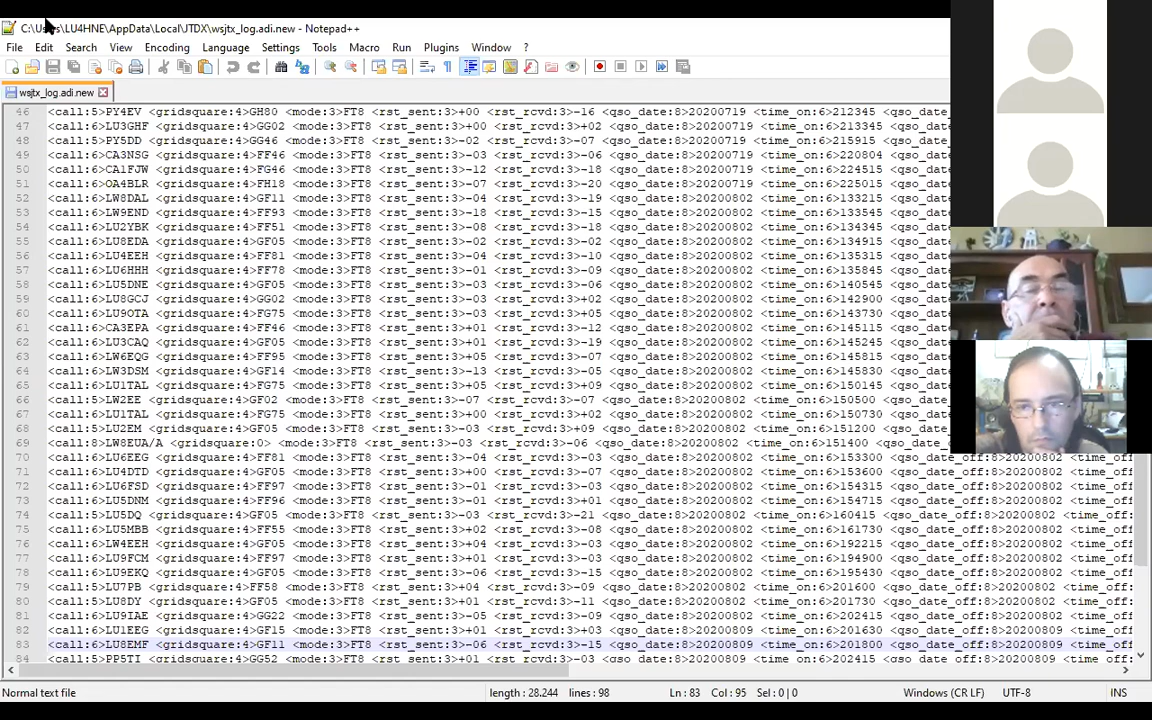 C:\Users\LU4HNE\AppData\Local\JTDX\wsjtx_log.adi.new - Notepad++
File Edit Search View Encoding Language Settings Tools Macro Run Plugins Window ?
wsjtx_log.adi.new
46 <call:5>PY4EV <gridsquare:4>GH80 <mode:3>FT8 <rst_sent:3>+00 <rst_rcvd:3>-16 <qso_date:8>20200719 <time_on:6>212345 <qso_date_
47 <call:6>LU3GHF <gridsquare:4>GG02 <mode:3>FT8 <rst_sent:3>+00 <rst_rcvd:3>+02 <qso_date:8>20200719 <time_on:6>213345 <qso_date_
48 <call:5>PY5DD <gridsquare:4>GG46 <mode:3>FT8 <rst_sent:3>-02 <rst_rcvd:3>-07 <qso_date:8>20200719 <time_on:6>215915 <qso_date_
49 <call:6>CA3NSG <gridsquare:4>FF46 <mode:3>FT8 <rst_sent:3>-03 <rst_rcvd:3>-06 <qso_date:8>20200719 <time_on:6>220804 <qso_date_
50 <call:6>CA1FJW <gridsquare:4>FG46 <mode:3>FT8 <rst_sent:3>-12 <rst_rcvd:3>-18 <qso_date:8>20200719 <time_on:6>224515 <qso_date_
51 <call:6>OA4BLR <gridsquare:4>FH18 <mode:3>FT8 <rst_sent:3>-07 <rst_rcvd:3>-20 <qso_date:8>20200719 <time_on:6>225015 <qso_date_
52 <call:6>LW8DAL <gridsquare:4>GF11 <mode:3>FT8 <rst_sent:3>-04 <rst_rcvd:3>-19 <qso_date:8>20200802 <time_on:6>133215 <qso_date_
53 <call:6>LW9END <gridsquare:4>FF93 <mode:3>FT8 <rst_sent:3>-18 <rst_rcvd:3>-15 <qso_date:8>20200802 <time_on:6>133545 <qso_date_
54 <call:6>LU2YBK <gridsquare:4>FF51 <mode:3>FT8 <rst_sent:3>-08 <rst_rcvd:3>-18 <qso_date:8>20200802 <time_on:6>134345 <qso_date_
55 <call:6>LU8EDA <gridsquare:4>GF05 <mode:3>FT8 <rst_sent:3>-02 <rst_rcvd:3>-02 <qso_date:8>20200802 <time_on:6>134915 <qso_date_
56 <call:6>LU4EEH <gridsquare:4>FF81 <mode:3>FT8 <rst_sent:3>-04 <rst_rcvd:3>-10 <qso_date:8>20200802 <time_on:6>135315 <qso_date_
57 <call:6>LU6HHH <gridsquare:4>FF78 <mode:3>FT8 <rst_sent:3>-01 <rst_rcvd:3>-09 <qso_date:8>20200802 <time_on:6>135845 <qso_date_
58 <call:6>LU5DNE <gridsquare:4>GF05 <mode:3>FT8 <rst_sent:3>-03 <rst_rcvd:3>-03 <qso_date:8>20200802 <time_on:6>140545 <qso_date_
59 <call:6>LU8GCJ <gridsquare:4>GG02 <mode:3>FT8 <rst_sent:3>-03 <rst_rcvd:3>+02 <qso_date:8>20200802 <time_on:6>142900 <qso_date_
60 <call:6>LU9OTA <gridsquare:4>FG75 <mode:3>FT8 <rst_sent:3>-03 <rst_rcvd:3>+05 <qso_date:8>20200802 <time_on:6>143730 <qso_date_
61 <call:6>CA3EPA <gridsquare:4>FF46 <mode:3>FT8 <rst_sent:3>+01 <rst_rcvd:3>-12 <qso_date:8>20200802 <time_on:6>145115 <qso_date_
62 <call:6>LU3CAQ <gridsquare:4>GF05 <mode:3>FT8 <rst_sent:3>+01 <rst_rcvd:3>-19 <qso_date:8>20200802 <time_on:6>145245 <qso_date_
63 <call:6>LW6EQG <gridsquare:4>FF95 <mode:3>FT8 <rst_sent:3>+05 <rst_rcvd:3>-07 <qso_date:8>20200802 <time_on:6>145815 <qso_date_
64 <call:6>LW3DSM <gridsquare:4>GF14 <mode:3>FT8 <rst_sent:3>-13 <rst_rcvd:3>-05 <qso_date:8>20200802 <time_on:6>145830 <qso_date_
65 <call:6>LU1TAL <gridsquare:4>FG75 <mode:3>FT8 <rst_sent:3>+05 <rst_rcvd:3>+09 <qso_date:8>20200802 <time_on:6>150145 <qso_date_
66 <call:5>LW2EE <gridsquare:4>GF02 <mode:3>FT8 <rst_sent:3>-07 <rst_rcvd:3>-07 <qso_date:8>20200802 <time_on:6>150500 <qso_date_
67 <call:6>LU1TAL <gridsquare:4>FG75 <mode:3>FT8 <rst_sent:3>+00 <rst_rcvd:3>+02 <qso_date:8>20200802 <time_on:6>150730 <qso_date_
68 <call:5>LU2EM <gridsquare:4>GF05 <mode:3>FT8 <rst_sent:3>-03 <rst_rcvd:3>+09 <qso_date:8>20200802 <time_on:6>151200 <qso_date_
69 <call:8>LW8EUA/A <gridsquare:0> <mode:3>FT8 <rst_sent:3>-03 <rst_rcvd:3>-06 <qso_date:8>20200802 <time_on:6>151400 <qso_date_
70 <call:6>LU6EEG <gridsquare:4>FF81 <mode:3>FT8 <rst_sent:3>-04 <rst_rcvd:3>-03 <qso_date:8>20200802 <time_on:6>153300 <qso_date_off:8>20200802 <time_off
71 <call:6>LU4DTD <gridsquare:4>GF05 <mode:3>FT8 <rst_sent:3>+00 <rst_rcvd:3>-07 <qso_date:8>20200802 <time_on:6>153600 <qso_date_off:8>20200802 <time_off:
72 <call:6>LU6FSD <gridsquare:4>FF97 <mode:3>FT8 <rst_sent:3>-01 <rst_rcvd:3>-03 <qso_date:8>20200802 <time_on:6>154315 <qso_date_off:8>20200802 <time_off:
73 <call:6>LU5DNM <gridsquare:4>FF96 <mode:3>FT8 <rst_sent:3>-03 <rst_rcvd:3>+01 <qso_date:8>20200802 <time_on:6>154715 <qso_date_off:8>20200802 <time_off:
74 <call:5>LU5DQ <gridsquare:4>GF05 <mode:3>FT8 <rst_sent:3>-03 <rst_rcvd:3>-21 <qso_date:8>20200802 <time_on:6>160415 <qso_date_off:8>20200802 <time_off:6
75 <call:6>LU5MBB <gridsquare:4>FF55 <mode:3>FT8 <rst_sent:3>+02 <rst_rcvd:3>-08 <qso_date:8>20200802 <time_on:6>161730 <qso_date_off:8>20200802 <time_off:
76 <call:6>LW4EEH <gridsquare:4>GF05 <mode:3>FT8 <rst_sent:3>+04 <rst_rcvd:3>-03 <qso_date:8>20200802 <time_on:6>192215 <qso_date_off:8>20200802 <time_off:
77 <call:6>LU9FCM <gridsquare:4>FF97 <mode:3>FT8 <rst_sent:3>+01 <rst_rcvd:3>-03 <qso_date:8>20200802 <time_on:6>194900 <qso_date_off:8>20200802 <time_off:
78 <call:6>LU9EKQ <gridsquare:4>GF05 <mode:3>FT8 <rst_sent:3>-06 <rst_rcvd:3>-15 <qso_date:8>20200802 <time_on:6>195430 <qso_date_off:8>20200802 <time_off:
79 <call:5>LU7PB <gridsquare:4>FF58 <mode:3>FT8 <rst_sent:3>+04 <rst_rcvd:3>-09 <qso_date:8>20200802 <time_on:6>201600 <qso_date_off:8>20200802 <time_off:6
80 <call:5>LU8DY <gridsquare:4>GF05 <mode:3>FT8 <rst_sent:3>+01 <rst_rcvd:3>-11 <qso_date:8>20200802 <time_on:6>201730 <qso_date_off:8>20200802 <time_off:6
81 <call:6>LU9IAE <gridsquare:4>GG22 <mode:3>FT8 <rst_sent:3>-05 <rst_rcvd:3>-09 <qso_date:8>20200802 <time_on:6>202415 <qso_date_off:8>20200802 <time_off:
82 <call:6>LU1EEG <gridsquare:4>GF15 <mode:3>FT8 <rst_sent:3>+01 <rst_rcvd:3>+03 <qso_date:8>20200809 <time_on:6>201630 <qso_date_off:8>20200809 <time_off:
83 <call:6>LU8EMF <gridsquare:4>GF11 <mode:3>FT8 <rst_sent:3>-06 <rst_rcvd:3>-15 <qso_date:8>20200809 <time_on:6>201800 <qso_date_off:8>20200809 <time_off:
84 <call:5>PP5TI <gridsquare:4>GG52 <mode:3>FT8 <rst_sent:3>+01 <rst_rcvd:3>-03 <qso_date:8>20200809 <time_on:6>202415 <qso_date_off:8>20200809 <time_off:
Normal text file length : 28.244 lines : 98 Ln : 83 Col : 95 Sel : 0 | 0 Windows (CR LF) UTF-8 INS